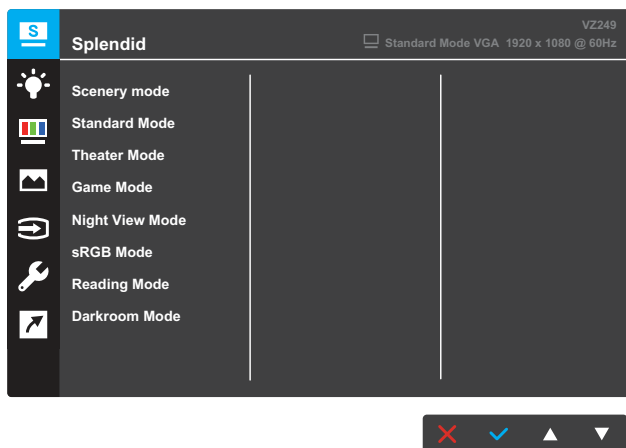 S
VZ249
Splendid
Standard Mode VGA 1920 x 1080 @ 60Hz
Scenery mode
Standard Mode
Theater Mode
Game Mode
Night View Mode
sRGB Mode
Reading Mode
Darkroom Mode